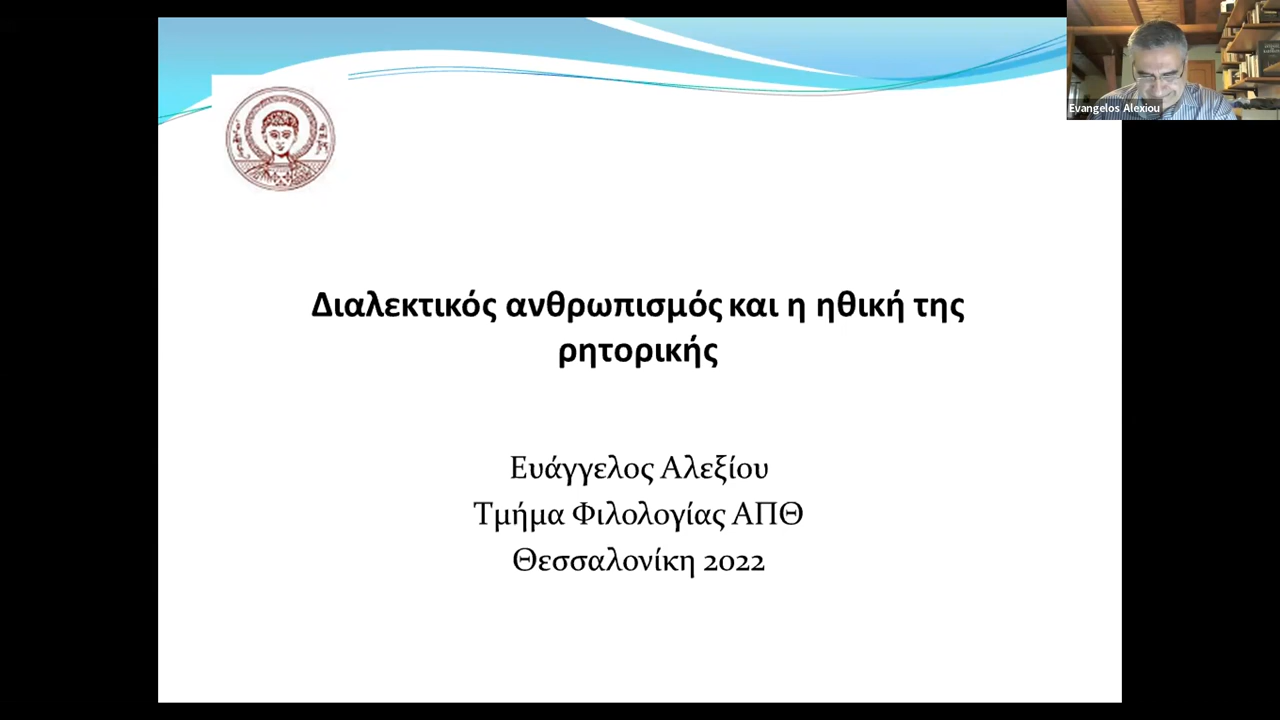 Evangelos Alexiou
Διαλεκτικός ανθρωπισμός και η ηθική της
ρητορικής
Ευάγγελος Αλεξίου
Τμήμα Φιλολογίας ΑΠΘ
Θεσσαλονίκη 2022